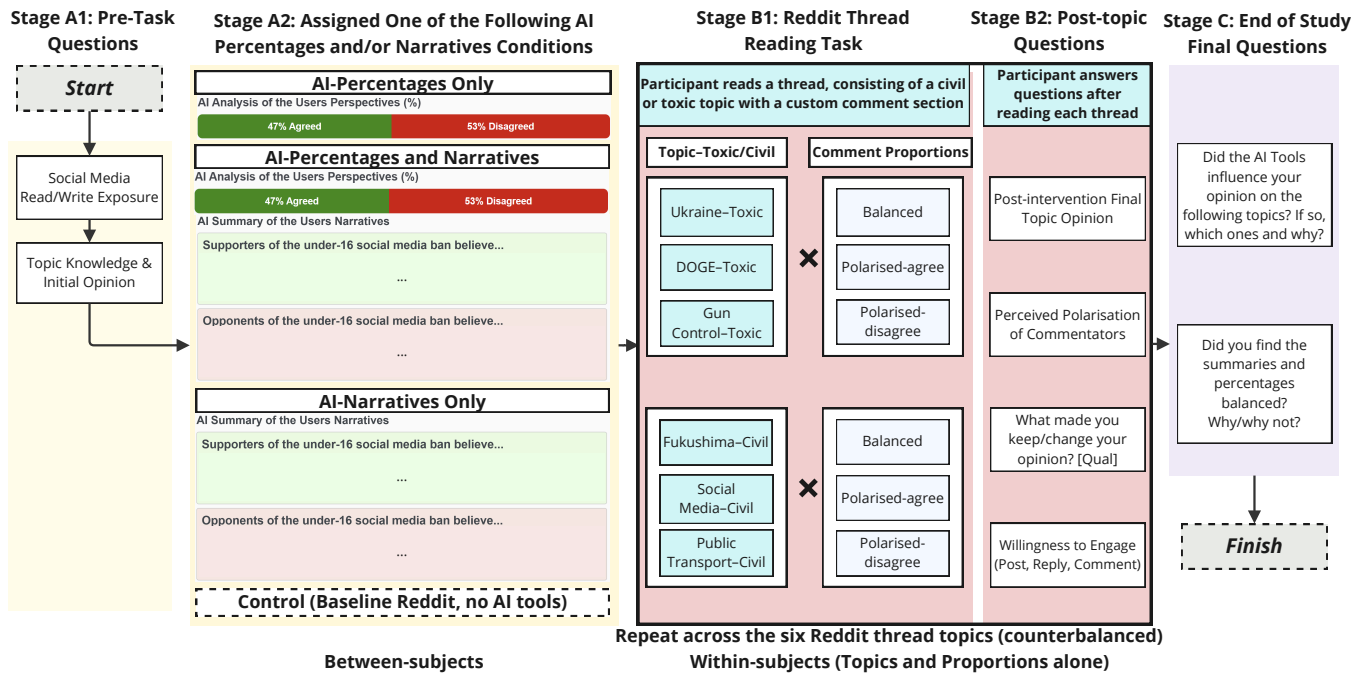 Stage A1: Pre-Task
Questions
Start
Social Media
Read/Write Exposure
Topic Knowledge &
Initial Opinion
Stage A2: Assigned One of the Following AI
Percentages and/or Narratives Conditions
AI-Percentages Only
AI Analysis of the Users Perspectives (%)
47% Agreed
53% Disagreed
AI-Percentages and Narratives
AI Analysis of the Users Perspectives (%)
47% Agreed
53% Disagreed
AI Summary of the Users Narratives
Supporters of the under-16 social media ban believe...
...
Opponents of the under-16 social media ban believe...
...
AI-Narratives Only
AI Summary of the Users Narratives
Supporters of the under-16 social media ban believe...
...
Opponents of the under-16 social media ban believe...
...
Control (Baseline Reddit, no AI tools)
Between-subjects
Stage B1: Reddit Thread
Reading Task
Participant reads a thread, consisting of a civil
or toxic topic with a custom comment section
Topic–Toxic/Civil
Comment Proportions
Ukraine–Toxic
DOGE–Toxic
Gun
Control–Toxic
×
Balanced
Polarised-agree
Polarised-
disagree
Fukushima–Civil
Social
Media–Civil
Public
Transport–Civil
×
Balanced
Polarised-agree
Polarised-
disagree
Stage B2: Post-topic
Questions
Participant answers
questions after
reading each thread
Post-intervention Final
Topic Opinion
Perceived Polarisation
of Commentators
What made you
keep/change your
opinion? [Qual]
Willingness to Engage
(Post, Reply, Comment)
Repeat across the six Reddit thread topics (counterbalanced)
Within-subjects (Topics and Proportions alone)
Stage C: End of Study
Final Questions
Did the AI Tools
influence your
opinion on the
following topics? If so,
which ones and why?
Did you find the
summaries and
percentages
balanced?
Why/why not?
Finish